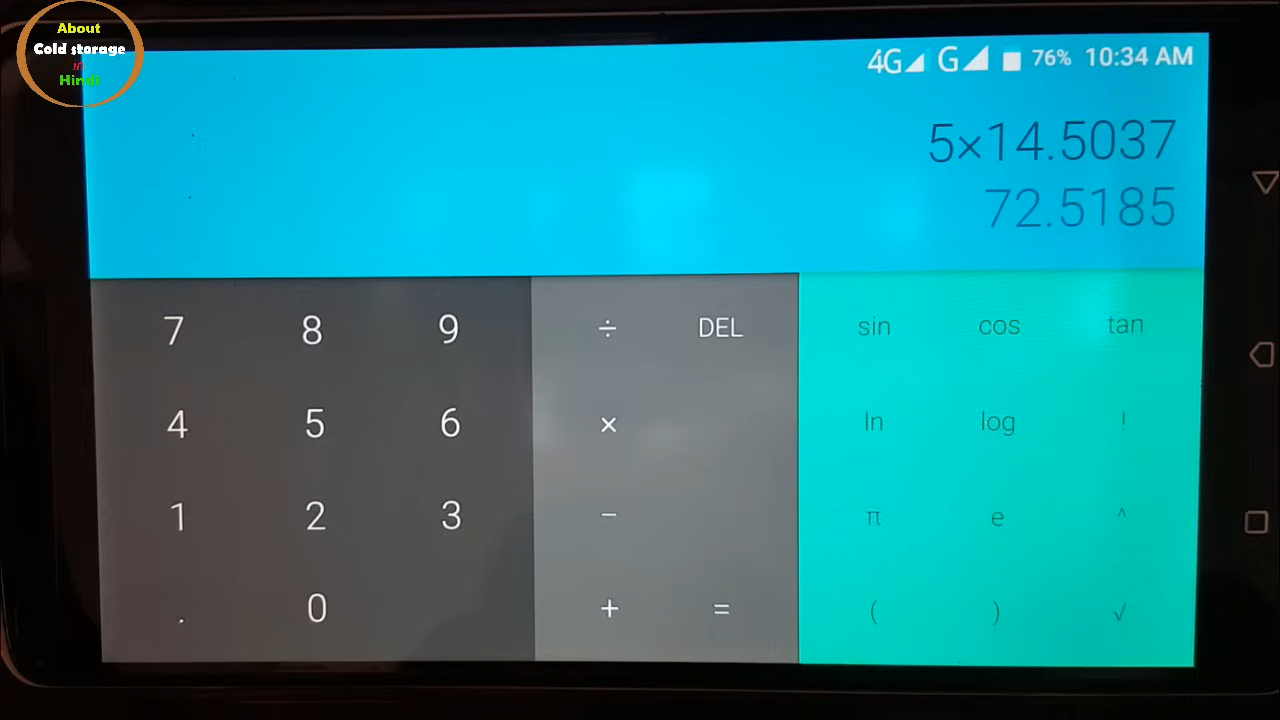 About
Cold storage
in
Hindi
4G G 76% 10:34 AM
5×14.5037
72.5185
7 8 9 ÷ DEL sin cos tan
4 5 6 × ln log !
1 2 3 − π e ^
. 0 + = ( ) √